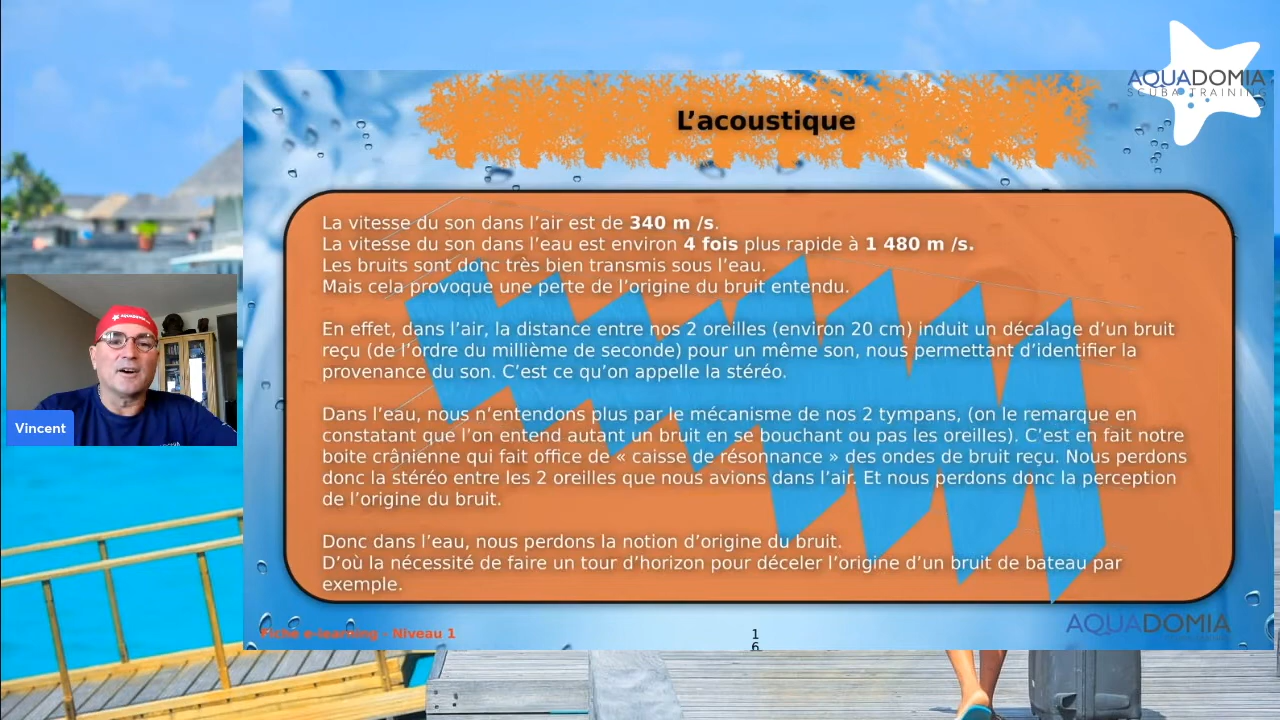 AQUADOMIA
SCUBA TRAINING
L’acoustique
La vitesse du son dans l’air est de 340 m /s.
La vitesse du son dans l’eau est environ 4 fois plus rapide à 1 480 m /s.
Les bruits sont donc très bien transmis sous l’eau.
Mais cela provoque une perte de l’origine du bruit entendu.
En effet, dans l’air, la distance entre nos 2 oreilles (environ 20 cm) induit un décalage d’un bruit
reçu (de l’ordre du millième de seconde) pour un même son, nous permettant d’identifier la
provenance du son. C’est ce qu’on appelle la stéréo.
Dans l’eau, nous n’entendons plus par le mécanisme de nos 2 tympans, (on le remarque en
constatant que l’on entend autant un bruit en se bouchant ou pas les oreilles). C’est en fait notre
boite crânienne qui fait office de « caisse de résonnance » des ondes de bruit reçu. Nous perdons
donc la stéréo entre les 2 oreilles que nous avions dans l’air. Et nous perdons donc la perception
de l’origine du bruit.
Donc dans l’eau, nous perdons la notion d’origine du bruit.
D’où la nécessité de faire un tour d’horizon pour déceler l’origine d’un bruit de bateau par
exemple.
Vincent
Fiche e-learning - Niveau 1
1
6
AQUADOMIA